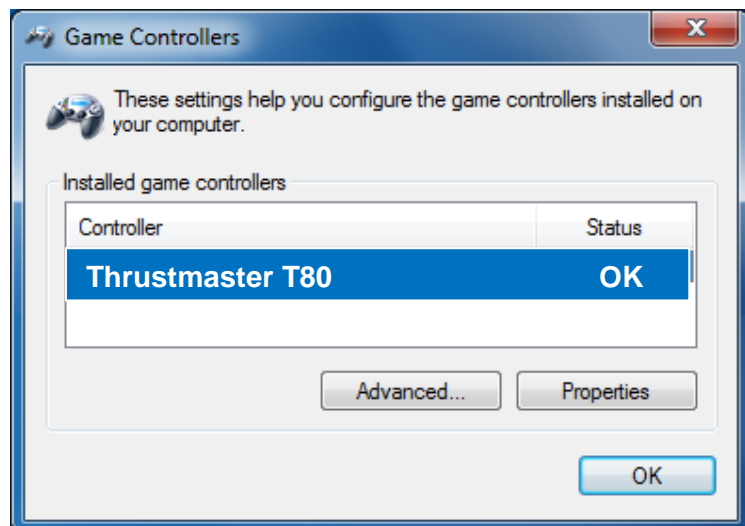 Game Controllers
X
These settings help you configure the game controllers installed on
your computer.
Installed game controllers
Controller Status
Thrustmaster T80 OK
Advanced... Properties
OK